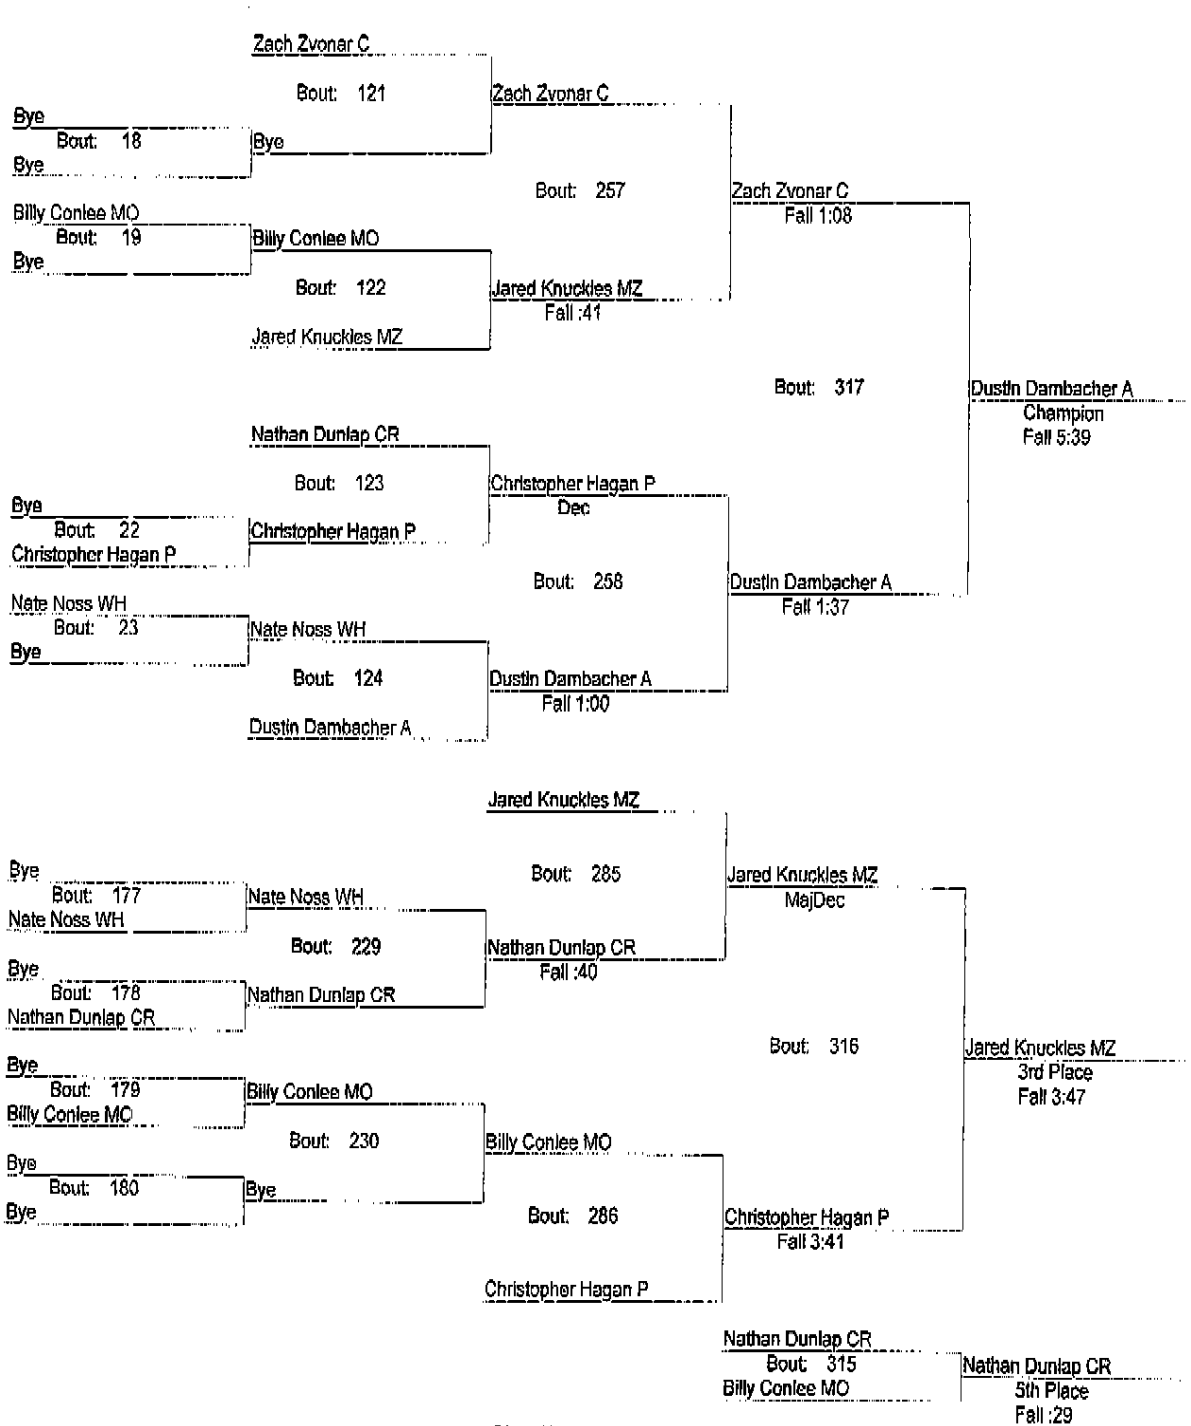 Zach Zvonar C
Bout: 121
Zach Zvonar C
Bye
Bout: 18
Bye
Bye
Bout: 257
Zach Zvonar C
Fall 1:08
Billy Conlee MO
Bout: 19
Billy Conlee MO
Bye
Bout: 122
Jared Knuckles MZ
Fall :41
Jared Knuckles MZ
Bout: 317
Dustin Dambacher A
Champion
Fall 5:39
Nathan Dunlap CR
Bout: 123
Christopher Hagan P
Dec
Bye
Bout: 22
Christopher Hagan P
Christopher Hagan P
Bout: 258
Dustin Dambacher A
Fall 1:37
Nate Noss WH
Bout: 23
Nate Noss WH
Bye
Bout: 124
Dustin Dambacher A
Fall 1:00
Dustin Dambacher A
Jared Knuckles MZ
Bout: 285
Jared Knuckles MZ
MajDec
Bye
Bout: 177
Nate Noss WH
Nate Noss WH
Bout: 229
Nathan Dunlap CR
Fall :40
Bye
Bout: 178
Nathan Dunlap CR
Nathan Dunlap CR
Bout: 316
Jared Knuckles MZ
3rd Place
Fall 3:47
Bye
Bout: 179
Billy Conlee MO
Billy Conlee MO
Bout: 230
Billy Conlee MO
Bye
Bout: 180
Bye
Bye
Bout: 286
Christopher Hagan P
Fall 3:41
Christopher Hagan P
Nathan Dunlap CR
Bout: 315
Nathan Dunlap CR
Billy Conlee MO
5th Place
Fall :29